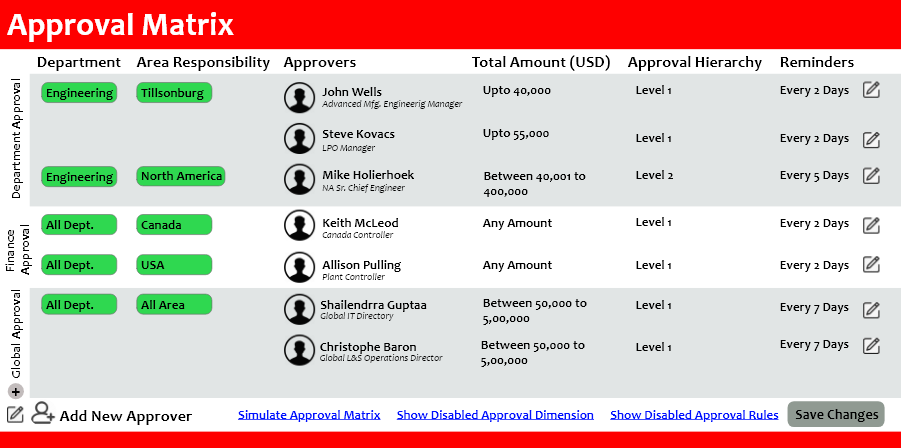 Approval Matrix
Department Area Responsibility Approvers Total Amount (USD) Approval Hierarchy Reminders
Department Approval
Engineering Tillsonburg John Wells Upto 40,000 Level 1 Every 2 Days
Advanced Mfg. Engineerig Manager
Steve Kovacs Upto 55,000 Level 1 Every 2 Days
LPO Manager
Engineering North America Mike Holierhoek Between 40,001 to Level 2 Every 5 Days
NA Sr. Chief Engineer 400,000
Finance
Approval
All Dept. Canada Keith McLeod Any Amount Level 1 Every 2 Days
Canada Controller
All Dept. USA Allison Pulling Any Amount Level 1 Every 2 Days
Plant Controller
Global Approval
All Dept. All Area Shailendrra Guptaa Between 50,000 to Level 1 Every 7 Days
Global IT Directory 5,00,000
Christophe Baron Between 50,000 to Level 1 Every 7 Days
Global L&S Operations Director 5,00,000
Add New Approver Simulate Approval Matrix Show Disabled Approval Dimension Show Disabled Approval Rules Save Changes